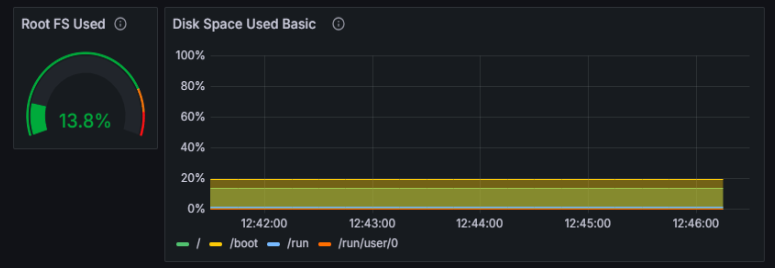 Root FS Used
13.8%
Disk Space Used Basic
100%
80%
60%
40%
20%
0%
12:42:00 12:43:00 12:44:00 12:45:00 12:46:00
/ /boot /run /run/user/0